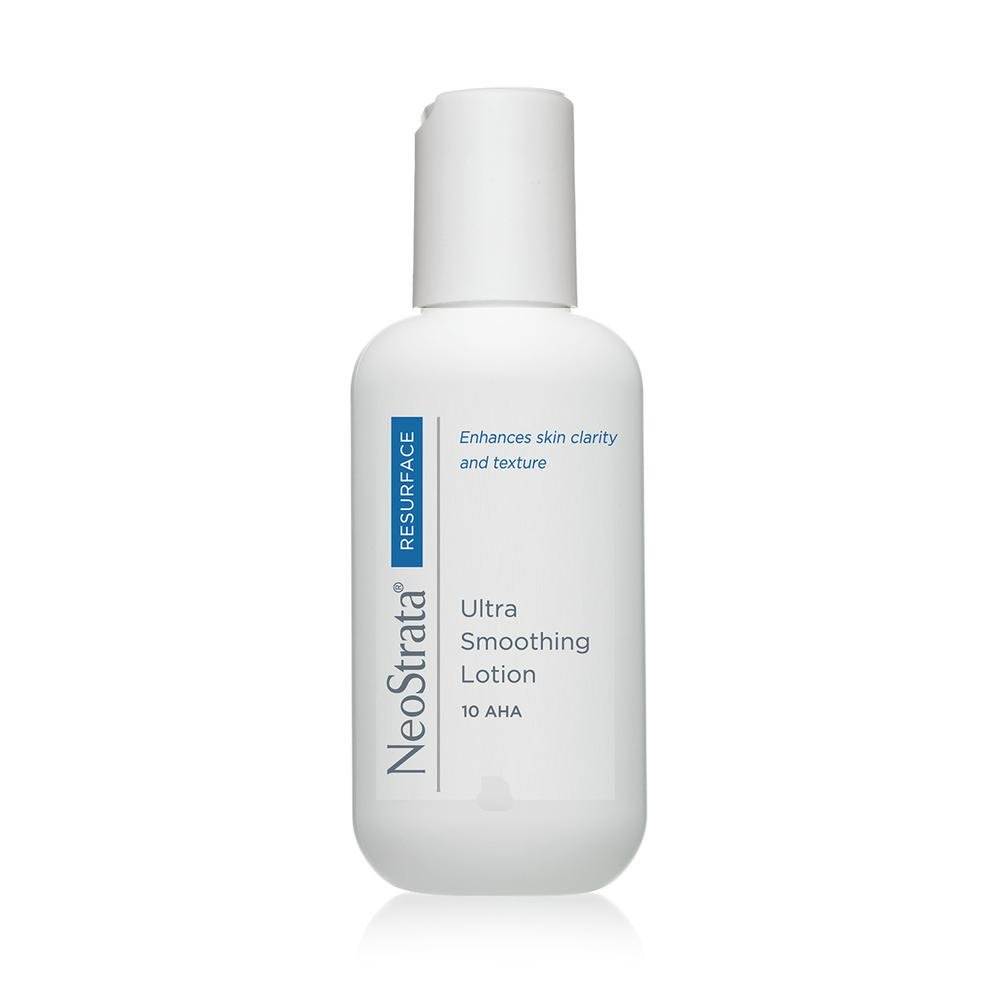 Enhances skin clarity
and texture
RESURFACE
NeoStrata®
Ultra
Smoothing
Lotion
10 AHA